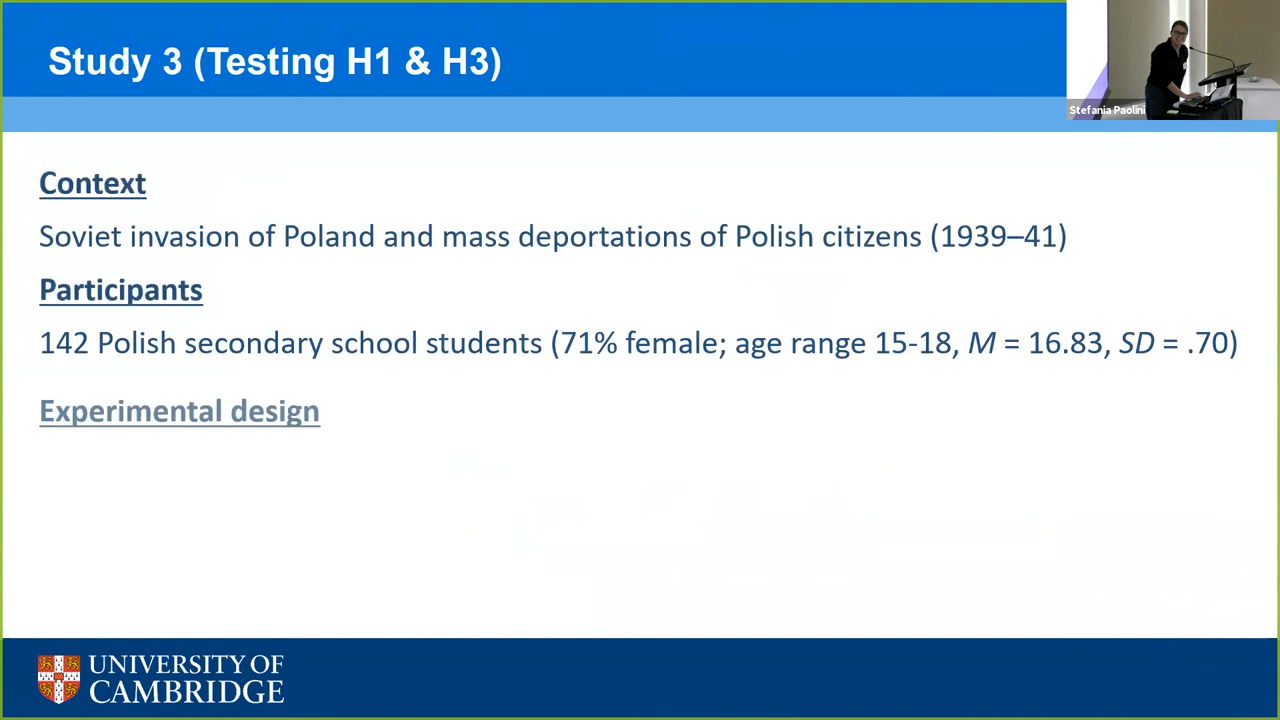 Study 3 (Testing H1 & H3)
Stefania Paolini
Context
Soviet invasion of Poland and mass deportations of Polish citizens (1939–41)
Participants
142 Polish secondary school students (71% female; age range 15-18, M = 16.83, SD = .70)
Experimental design
UNIVERSITY OF
CAMBRIDGE